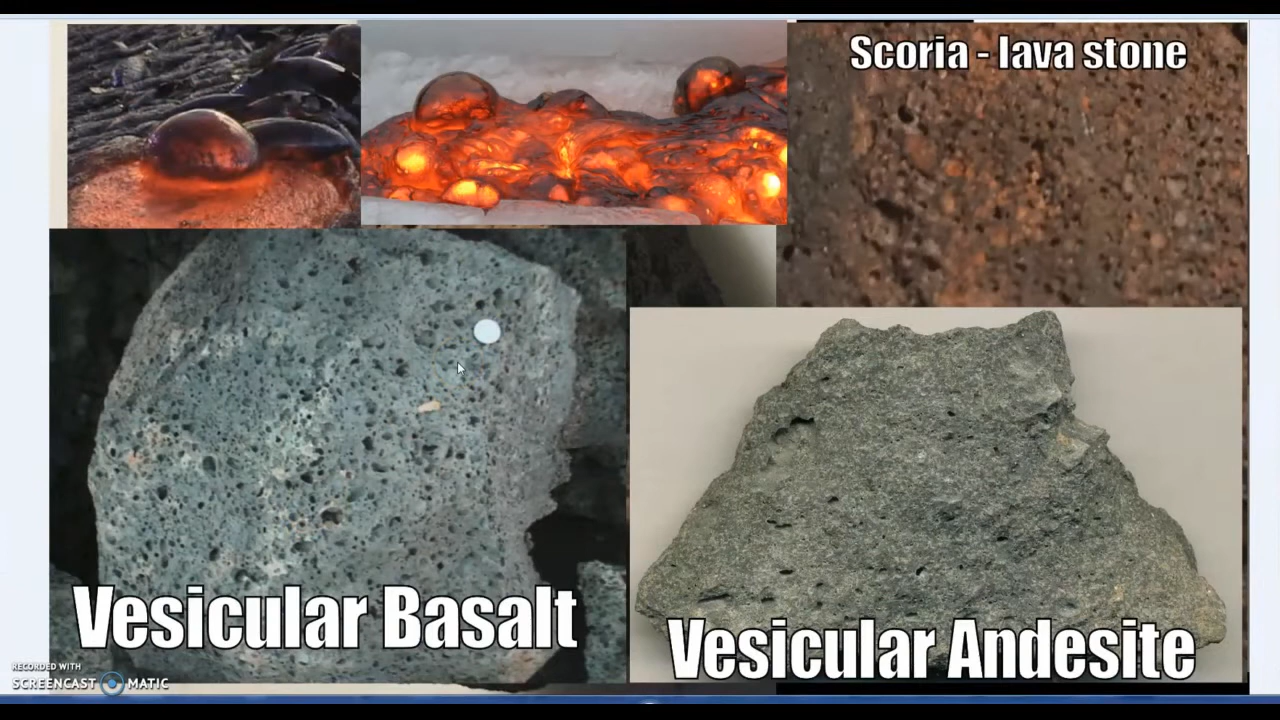 Scoria - lava stone
Vesicular Basalt
Vesicular Andesite
RECORDED WITH
SCREENCAST MATIC